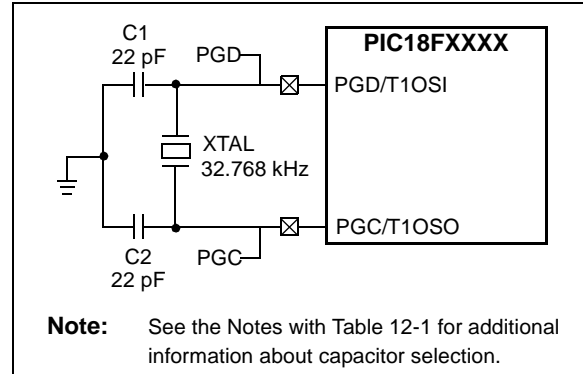 C1
22 pF
PGD
PIC18FXXXX
PGD/T1OSI
XTAL
32.768 kHz
PGC/T1OSO
C2
22 pF
PGC
Note: See the Notes with Table 12-1 for additional
information about capacitor selection.